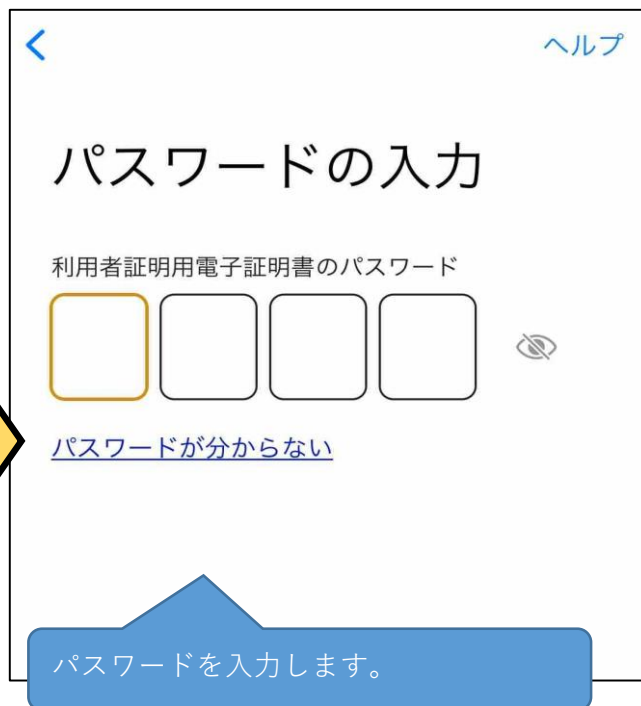 ヘルプ
パスワードの入力
利用者証明用電子証明書のパスワード
パスワードが分からない
パスワードを入力します。